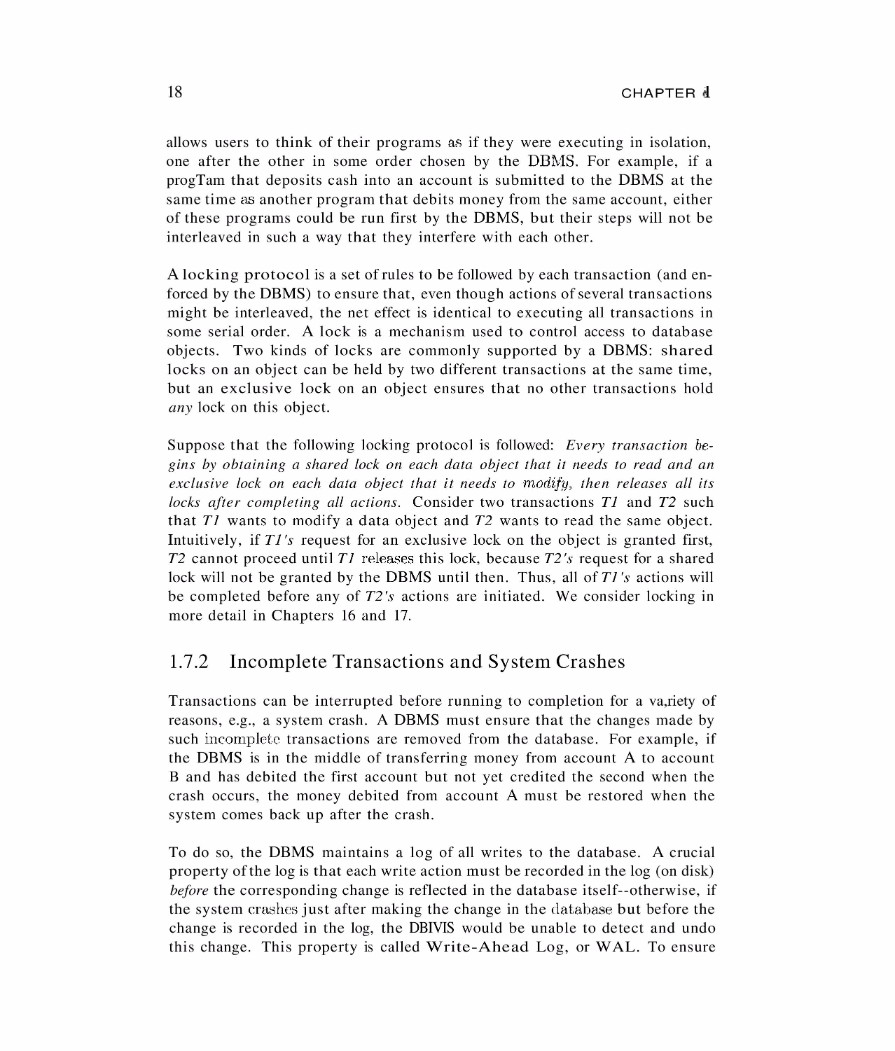 18 CHAPTER 1
allows users to think of their programs as if they were executing in isolation,
one after the other in some order chosen by the DBMS. For example, if a
progTam that deposits cash into an account is submitted to the DBMS at the
same time as another program that debits money from the same account, either
of these programs could be run first by the DBMS, but their steps will not be
interleaved in such a way that they interfere with each other.
A locking protocol is a set of rules to be followed by each transaction (and en-
forced by the DBMS) to ensure that, even though actions of several transactions
might be interleaved, the net effect is identical to executing all transactions in
some serial order. A lock is a mechanism used to control access to database
objects. Two kinds of locks are commonly supported by a DBMS: shared
locks on an object can be held by two different transactions at the same time,
but an exclusive lock on an object ensures that no other transactions hold
any lock on this object.
Suppose that the following locking protocol is followed: Every transaction be-
gins by obtaining a shared lock on each data object that it needs to read and an
exclusive lock on each data object that it needs to modify, then releases all its
locks after completing all actions. Consider two transactions T1 and T2 such
that T1 wants to modify a data object and T2 wants to read the same object.
Intuitively, if T1's request for an exclusive lock on the object is granted first,
T2 cannot proceed until T1 releases this lock, because T2's request for a shared
lock will not be granted by the DBMS until then. Thus, all of T1's actions will
be completed before any of T2's actions are initiated. We consider locking in
more detail in Chapters 16 and 17.
1.7.2 Incomplete Transactions and System Crashes
Transactions can be interrupted before running to completion for a va,riety of
reasons, e.g., a system crash. A DBMS must ensure that the changes made by
such incomplete transactions are removed from the database. For example, if
the DBMS is in the middle of transferring money from account A to account
B and has debited the first account but not yet credited the second when the
crash occurs, the money debited from account A must be restored when the
system comes back up after the crash.
To do so, the DBMS maintains a log of all writes to the database. A crucial
property of the log is that each write action must be recorded in the log (on disk)
before the corresponding change is reflected in the database itself--otherwise, if
the system crashes just after making the change in the database but before the
change is recorded in the log, the DBIVIS would be unable to detect and undo
this change. This property is called Write-Ahead Log, or WAL. To ensure